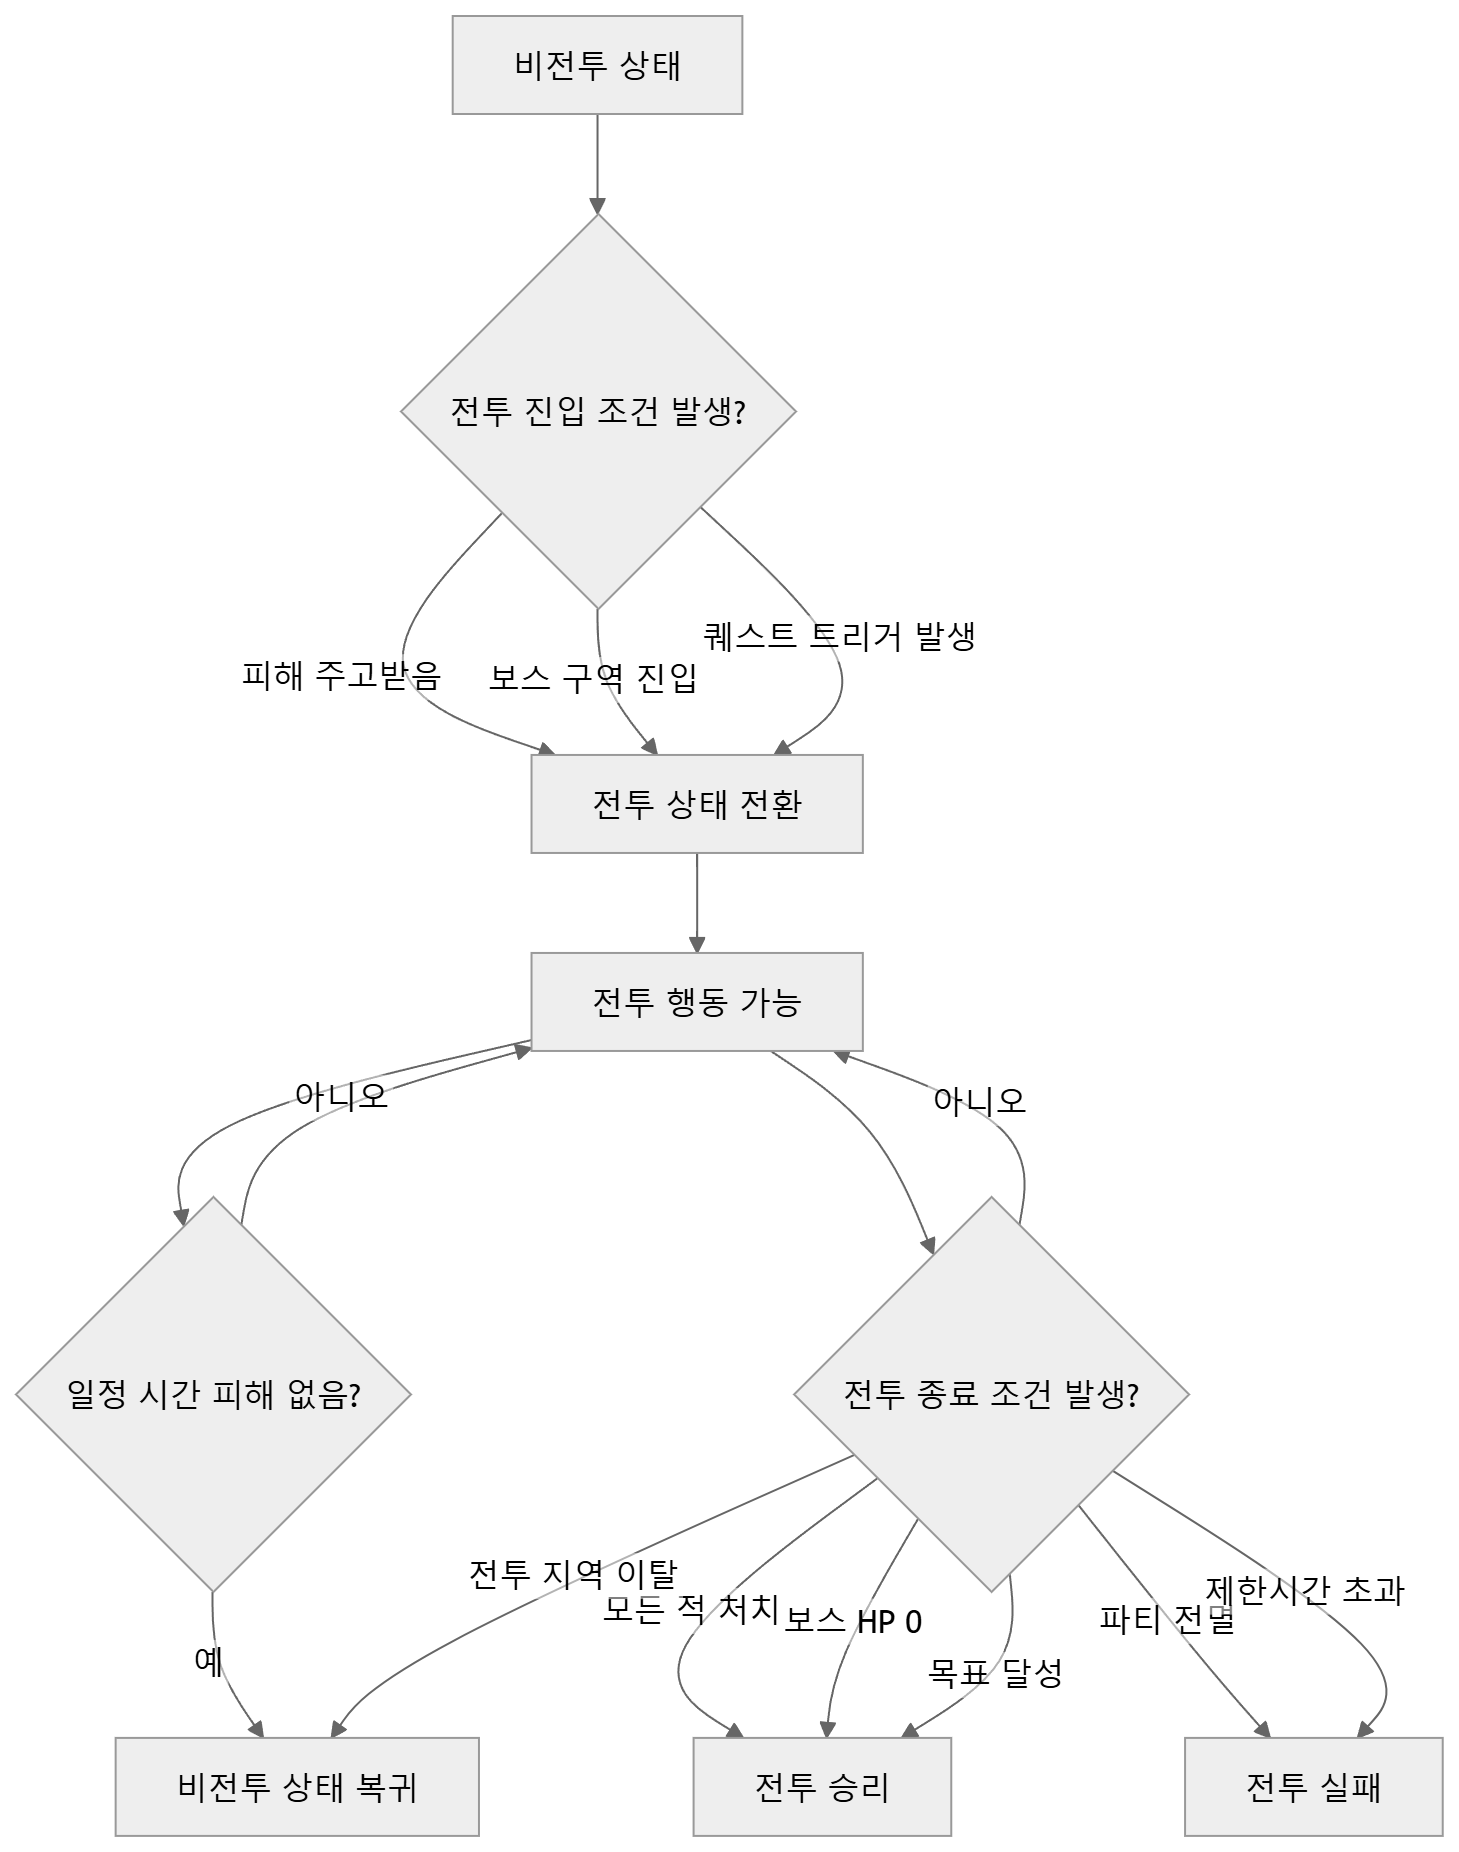 비전투 상태
전투 진입 조건 발생?
퀘스트 트리거 발생
피해 주고받음
보스 구역 진입
전투 상태 전환
전투 행동 가능
아니오
아니오
일정 시간 피해 없음?
전투 종료 조건 발생?
전투 지역 이탈
모든 적 처치
보스 HP 0
제한시간 초과
파티 전멸
예
목표 달성
비전투 상태 복귀
전투 승리
전투 실패